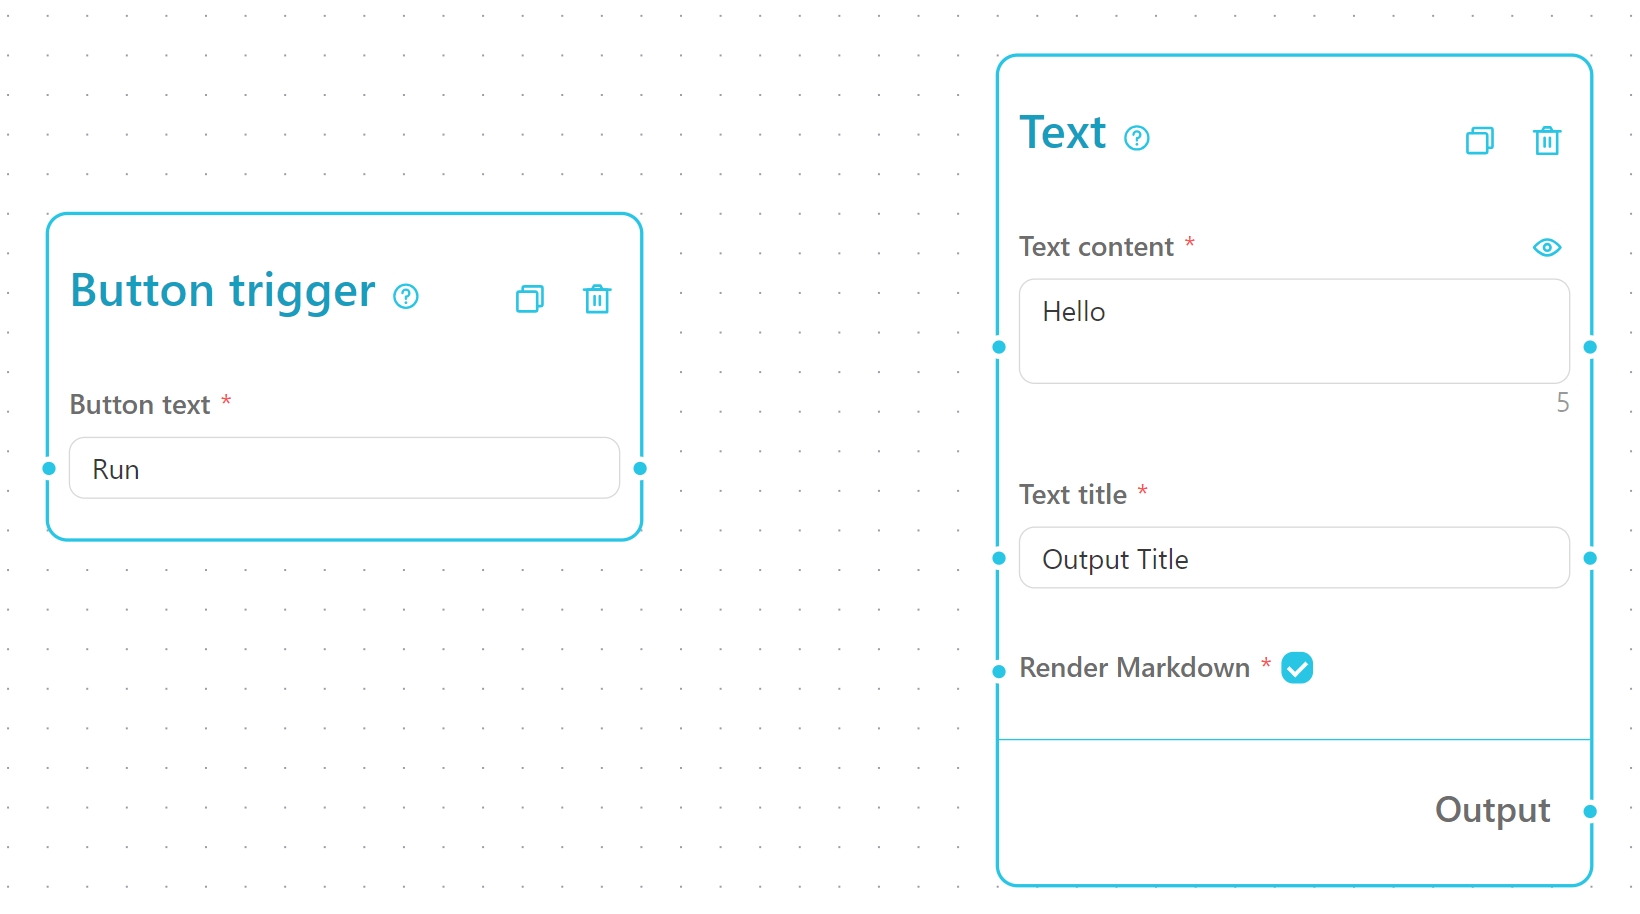 Button trigger
Button text *
Run
Text
Text content *
Hello
5
Text title *
Output Title
Render Markdown *
Output